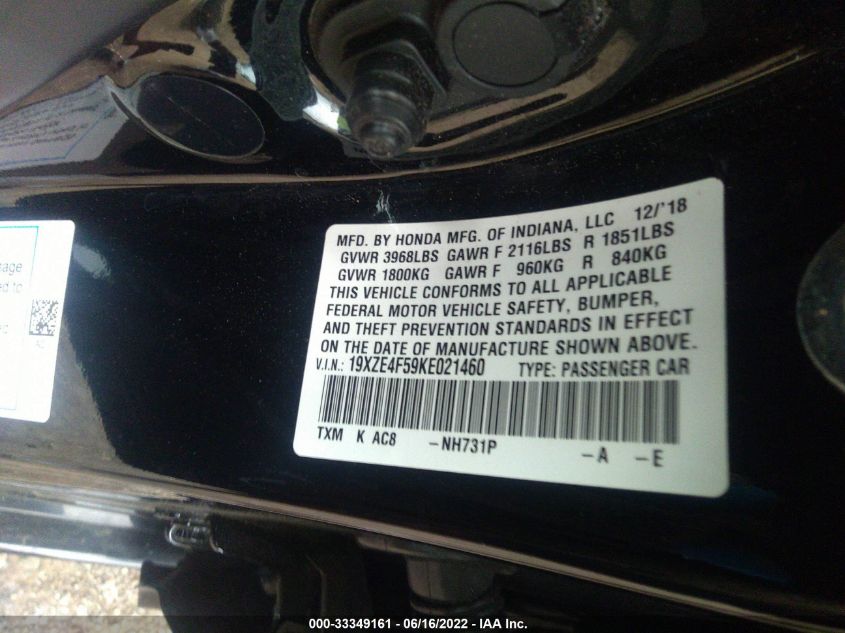 MFD. BY HONDA MFG. OF INDIANA, LLC 12/'18
GVWR 3968LBS GAWR F 2116LBS R 1851LBS
GVWR 1800KG GAWR F 960KG R 840KG
THIS VEHICLE CONFORMS TO ALL APPLICABLE
FEDERAL MOTOR VEHICLE SAFETY, BUMPER,
AND THEFT PREVENTION STANDARDS IN EFFECT
ON THE DATE OF MANUFACTURE SHOWN ABOVE.
V.I.N.: 19XZE4F59KE021460 TYPE: PASSENGER CAR
TXM K AC8 -NH731P -A -E
AC
000-33349161 - 06/16/2022 - IAA Inc.